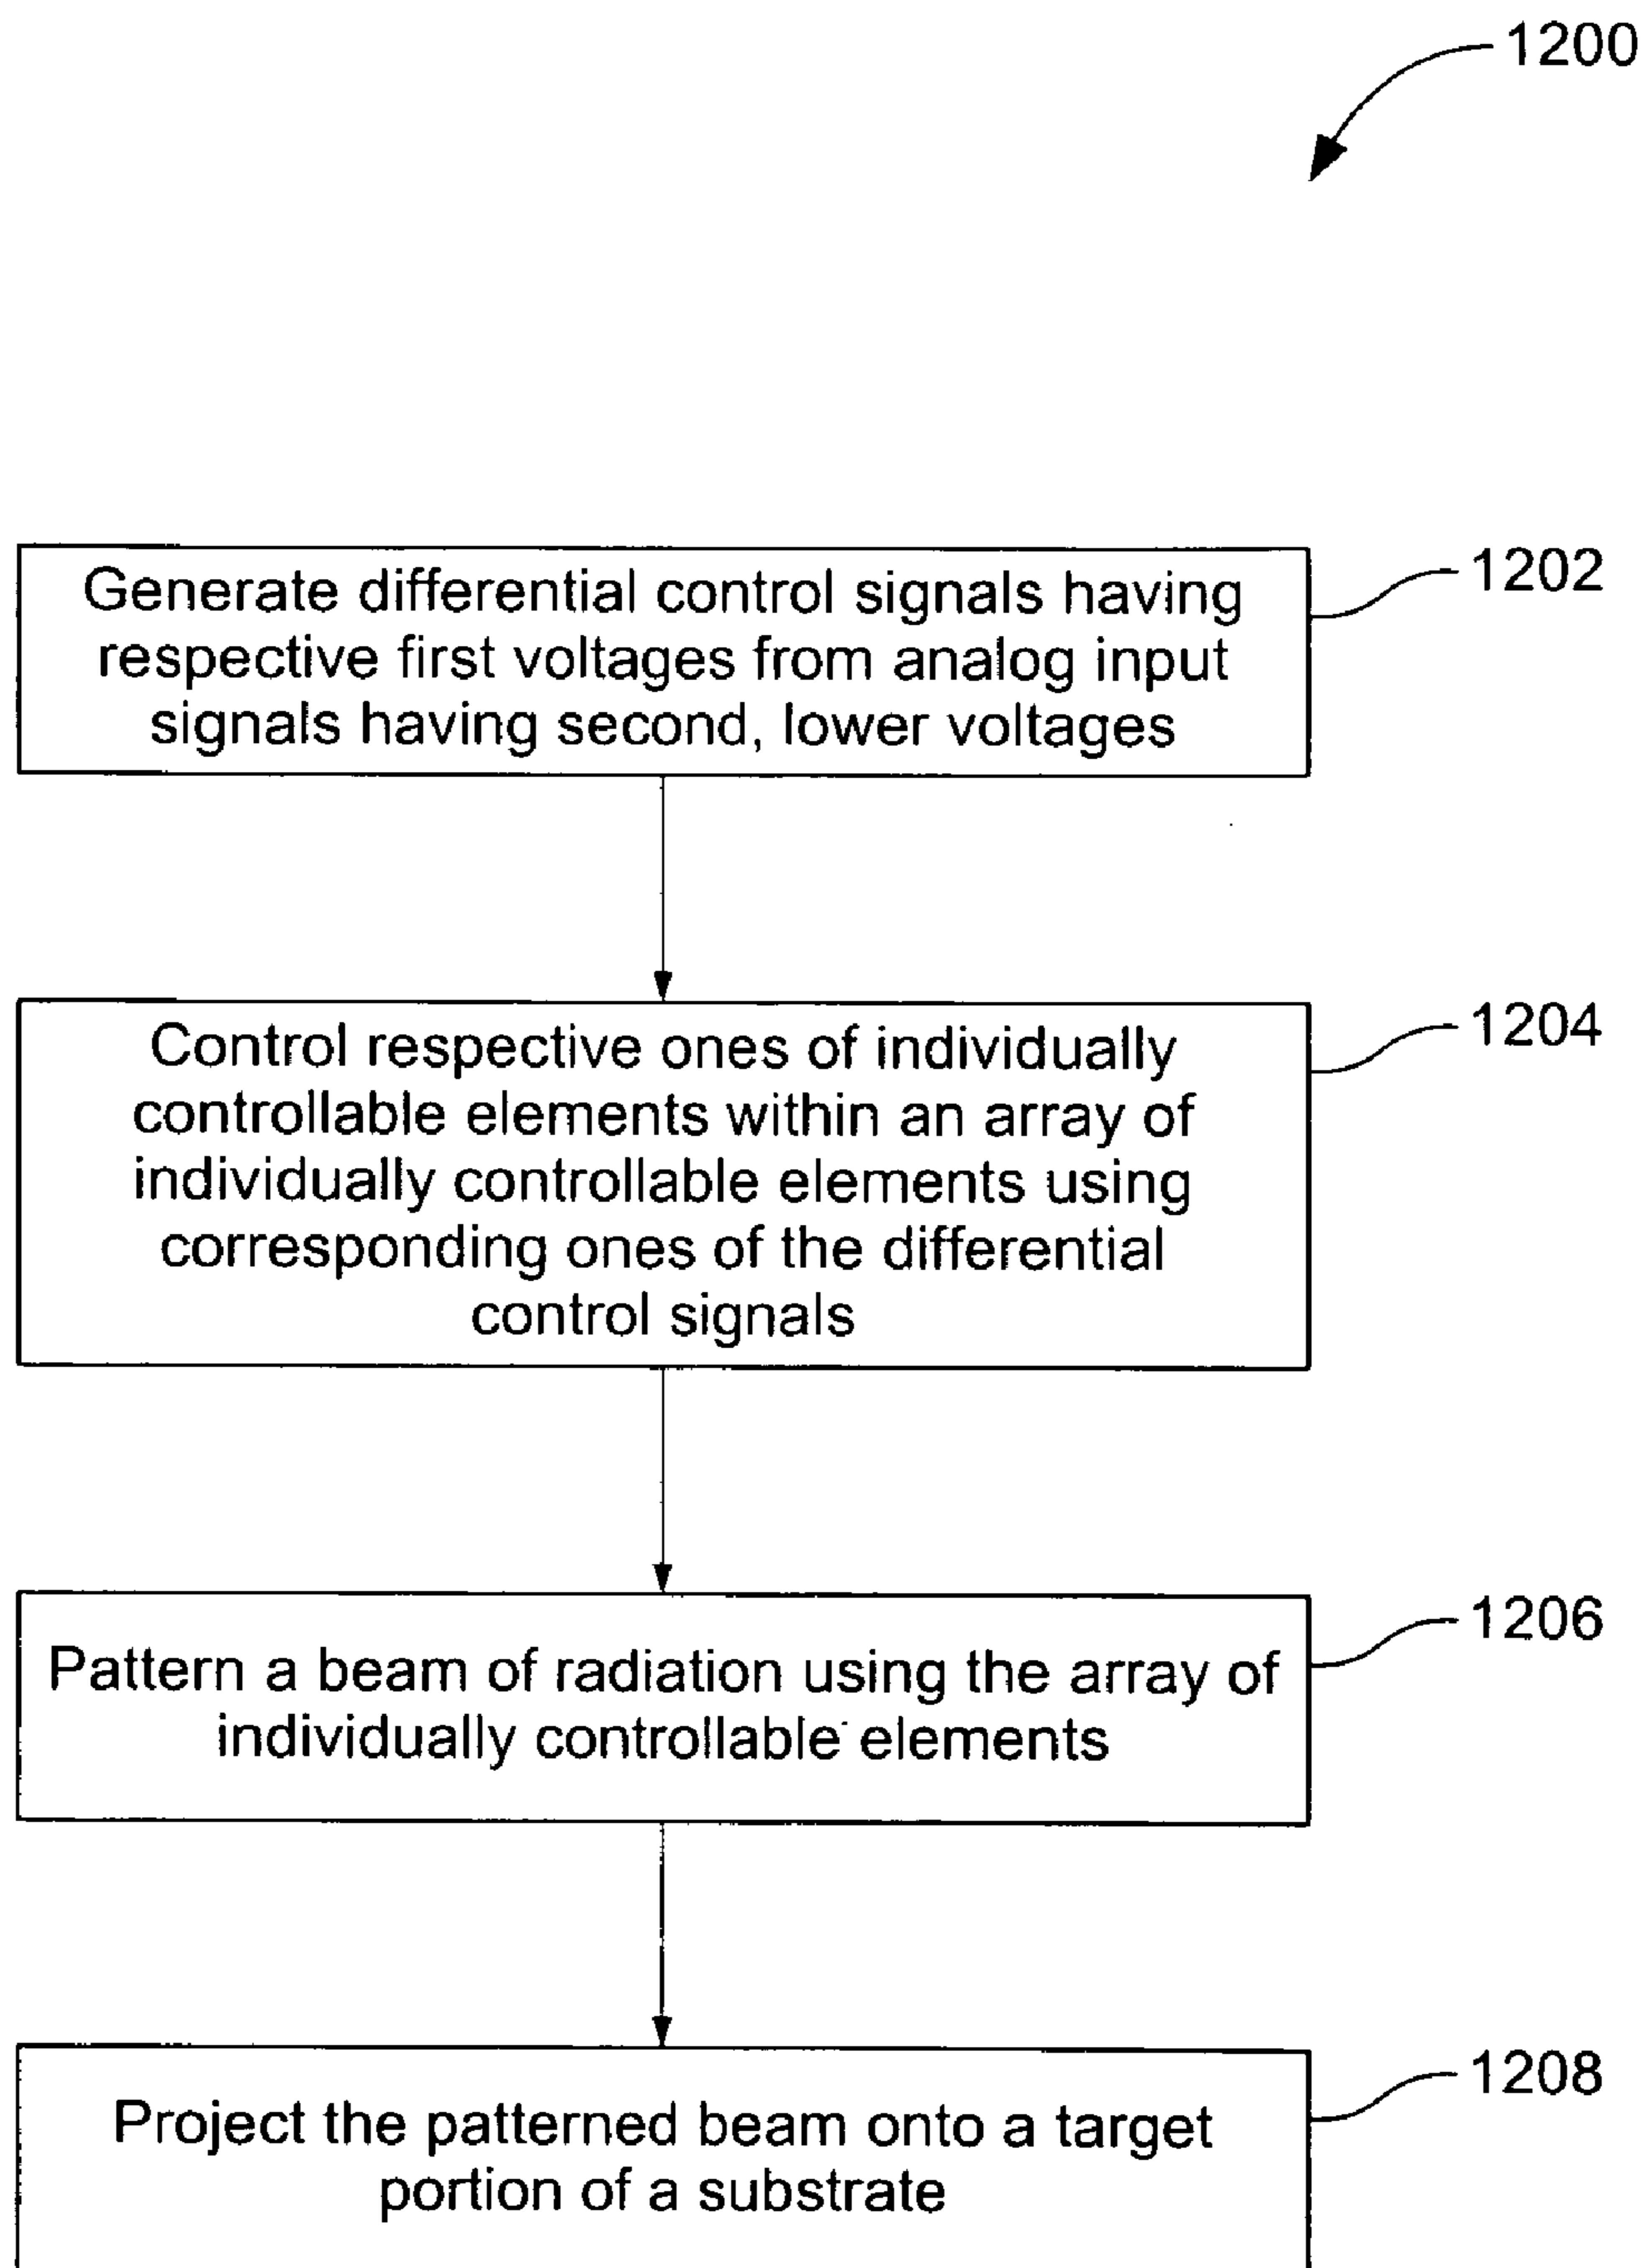 1200
Generate differential control signals having
respective first voltages from analog input
signals having second, lower voltages
1202
Control respective ones of individually
controllable elements within an array of
individually controllable elements using
corresponding ones of the differential
control signals
1204
Pattern a beam of radiation using the array of
individually controllable elements
1206
Project the patterned beam onto a target
portion of a substrate
1208